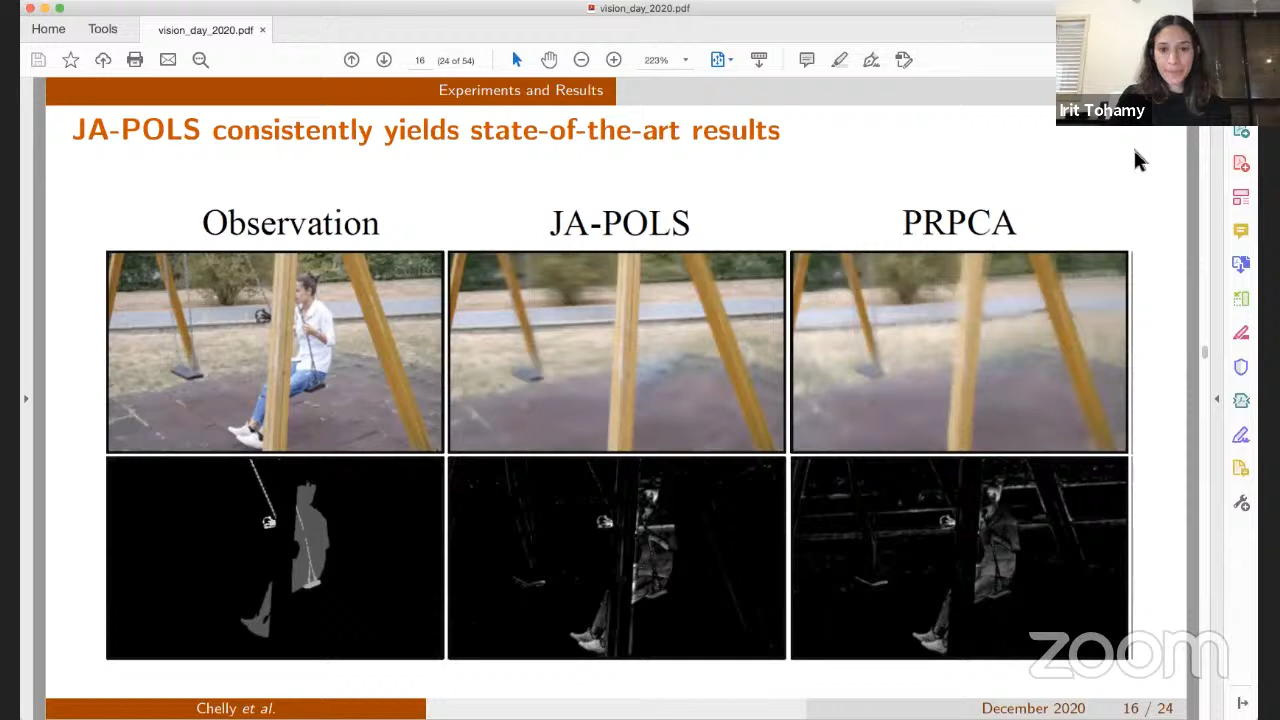 vision_day_2020.pdf
Home Tools vision_day_2020.pdf ×
16 (24 of 54) 223%
Experiments and Results
Irit Tohamy
JA-POLS consistently yields state-of-the-art results
Observation JA-POLS PRPCA
zoom
Chelly et al. December 2020 16 / 24